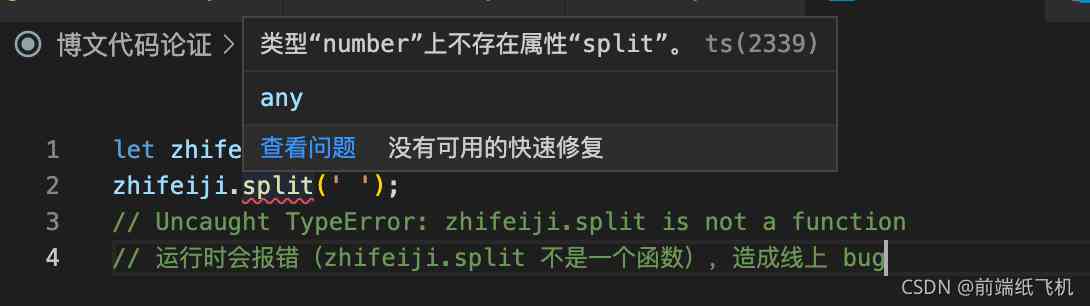 博文代码论证 >
类型“number”上不存在属性“split”。 ts(2339)
any
查看问题 没有可用的快速修复
1 let zhife
2 zhifeiji.split(' ');
3 // Uncaught TypeError: zhifeiji.split is not a function
4 // 运行时会报错（zhifeiji.split 不是一个函数），造成线上 bug
CSDN @前端纸飞机